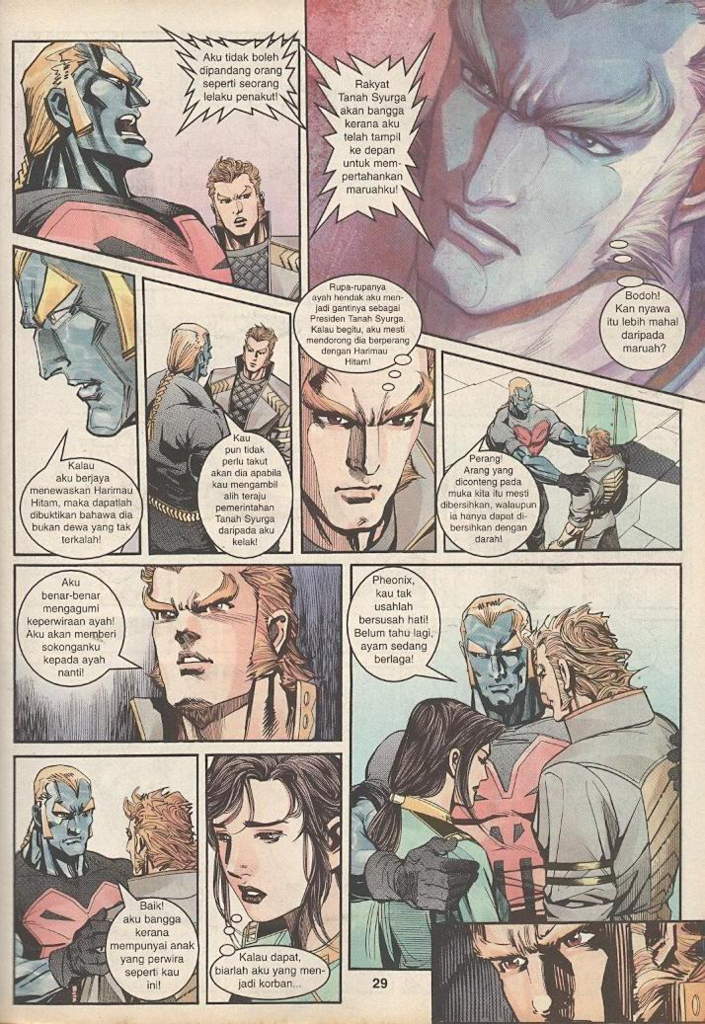 Aku tidak boleh
dipandang orang
seperti seorang
lelaku penakut!
Rakyat
Tanah Syurga
akan bangga
kerana aku
telah tampil
ke depan
untuk mem-
pertahankan
maruahku!
Bodoh!
Kan nyawa
itu lebih mahal
daripada
maruah?
Kalau
aku berjaya
menewaskan Harimau
Hitam, maka dapatlah
dibuktikan bahawa dia
bukan dewa yang tak
terkalah!
Kau
pun tidak
perlu takut
akan dia apabila
kau mengambil
alih teraju
pemerintahan
Tanah Syurga
daripada aku
kelak!
Rupa-rupanya
ayah hendak aku men-
jadi gantinya sebagai
Presiden Tanah Syurga.
Kalau begitu, aku mesti
mendorong dia berperang
dengan Harimau
Hitam!
Perang!
Arang yang
diconteng pada
muka kita itu mesti
dibersihkan, walaupun
ia hanya dapat di-
bersihkan dengan
darah!
Aku
benar-benar
mengagumi
keperwiraan ayah!
Aku akan memberi
sokonganku
kepada ayah
nanti!
Pheonix,
kau tak
usahlah
bersusah hati!
Belum tahu lagi,
ayam sedang
berlaga!
Baik!
aku bangga
kerana
mempunyai anak
yang perwira
seperti kau
ini!
Kalau dapat,
biarlah aku yang men-
jadi korban...
29